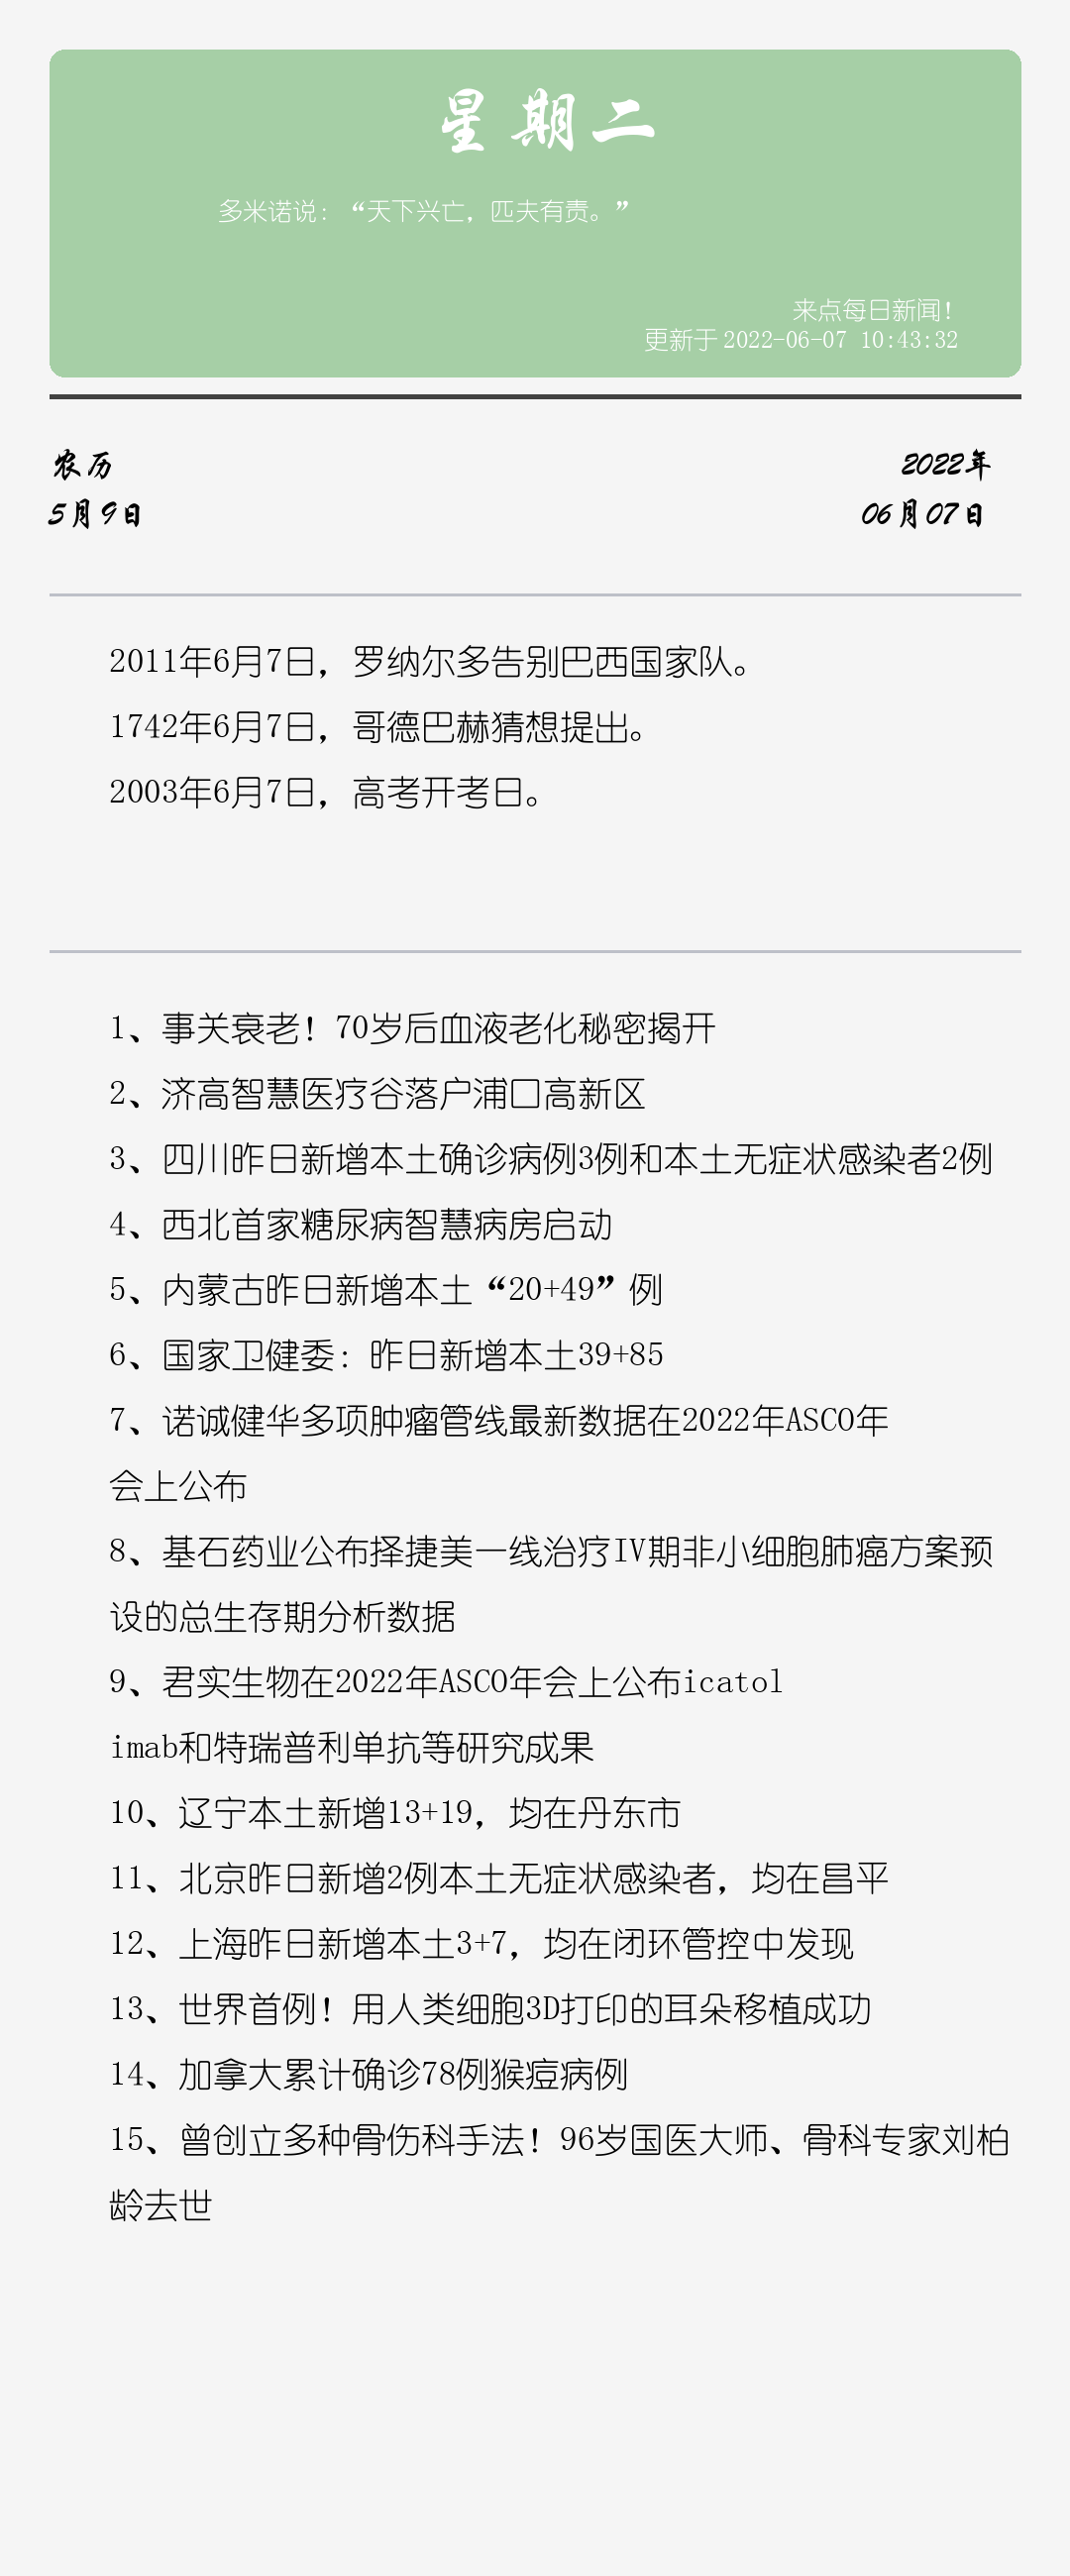 星期二
多米诺说：“天下兴亡，匹夫有责。”
来点每日新闻！
更新于 2022-06-07 10:43:32
农历
5月9日
2022年
06月07日
2011年6月7日，罗纳尔多告别巴西国家队。
1742年6月7日，哥德巴赫猜想提出。
2003年6月7日，高考开考日。
1、事关衰老！70岁后血液老化秘密揭开
2、济高智慧医疗谷落户浦口高新区
3、四川昨日新增本土确诊病例3例和本土无症状感染者2例
4、西北首家糖尿病智慧病房启动
5、内蒙古昨日新增本土“20+49”例
6、国家卫健委：昨日新增本土39+85
7、诺诚健华多项肿瘤管线最新数据在2022年ASCO年
会上公布
8、基石药业公布择捷美一线治疗IV期非小细胞肺癌方案预
设的总生存期分析数据
9、君实生物在2022年ASCO年会上公布icatol
imab和特瑞普利单抗等研究成果
10、辽宁本土新增13+19，均在丹东市
11、北京昨日新增2例本土无症状感染者，均在昌平
12、上海昨日新增本土3+7，均在闭环管控中发现
13、世界首例！用人类细胞3D打印的耳朵移植成功
14、加拿大累计确诊78例猴痘病例
15、曾创立多种骨伤科手法！96岁国医大师、骨科专家刘柏
龄去世